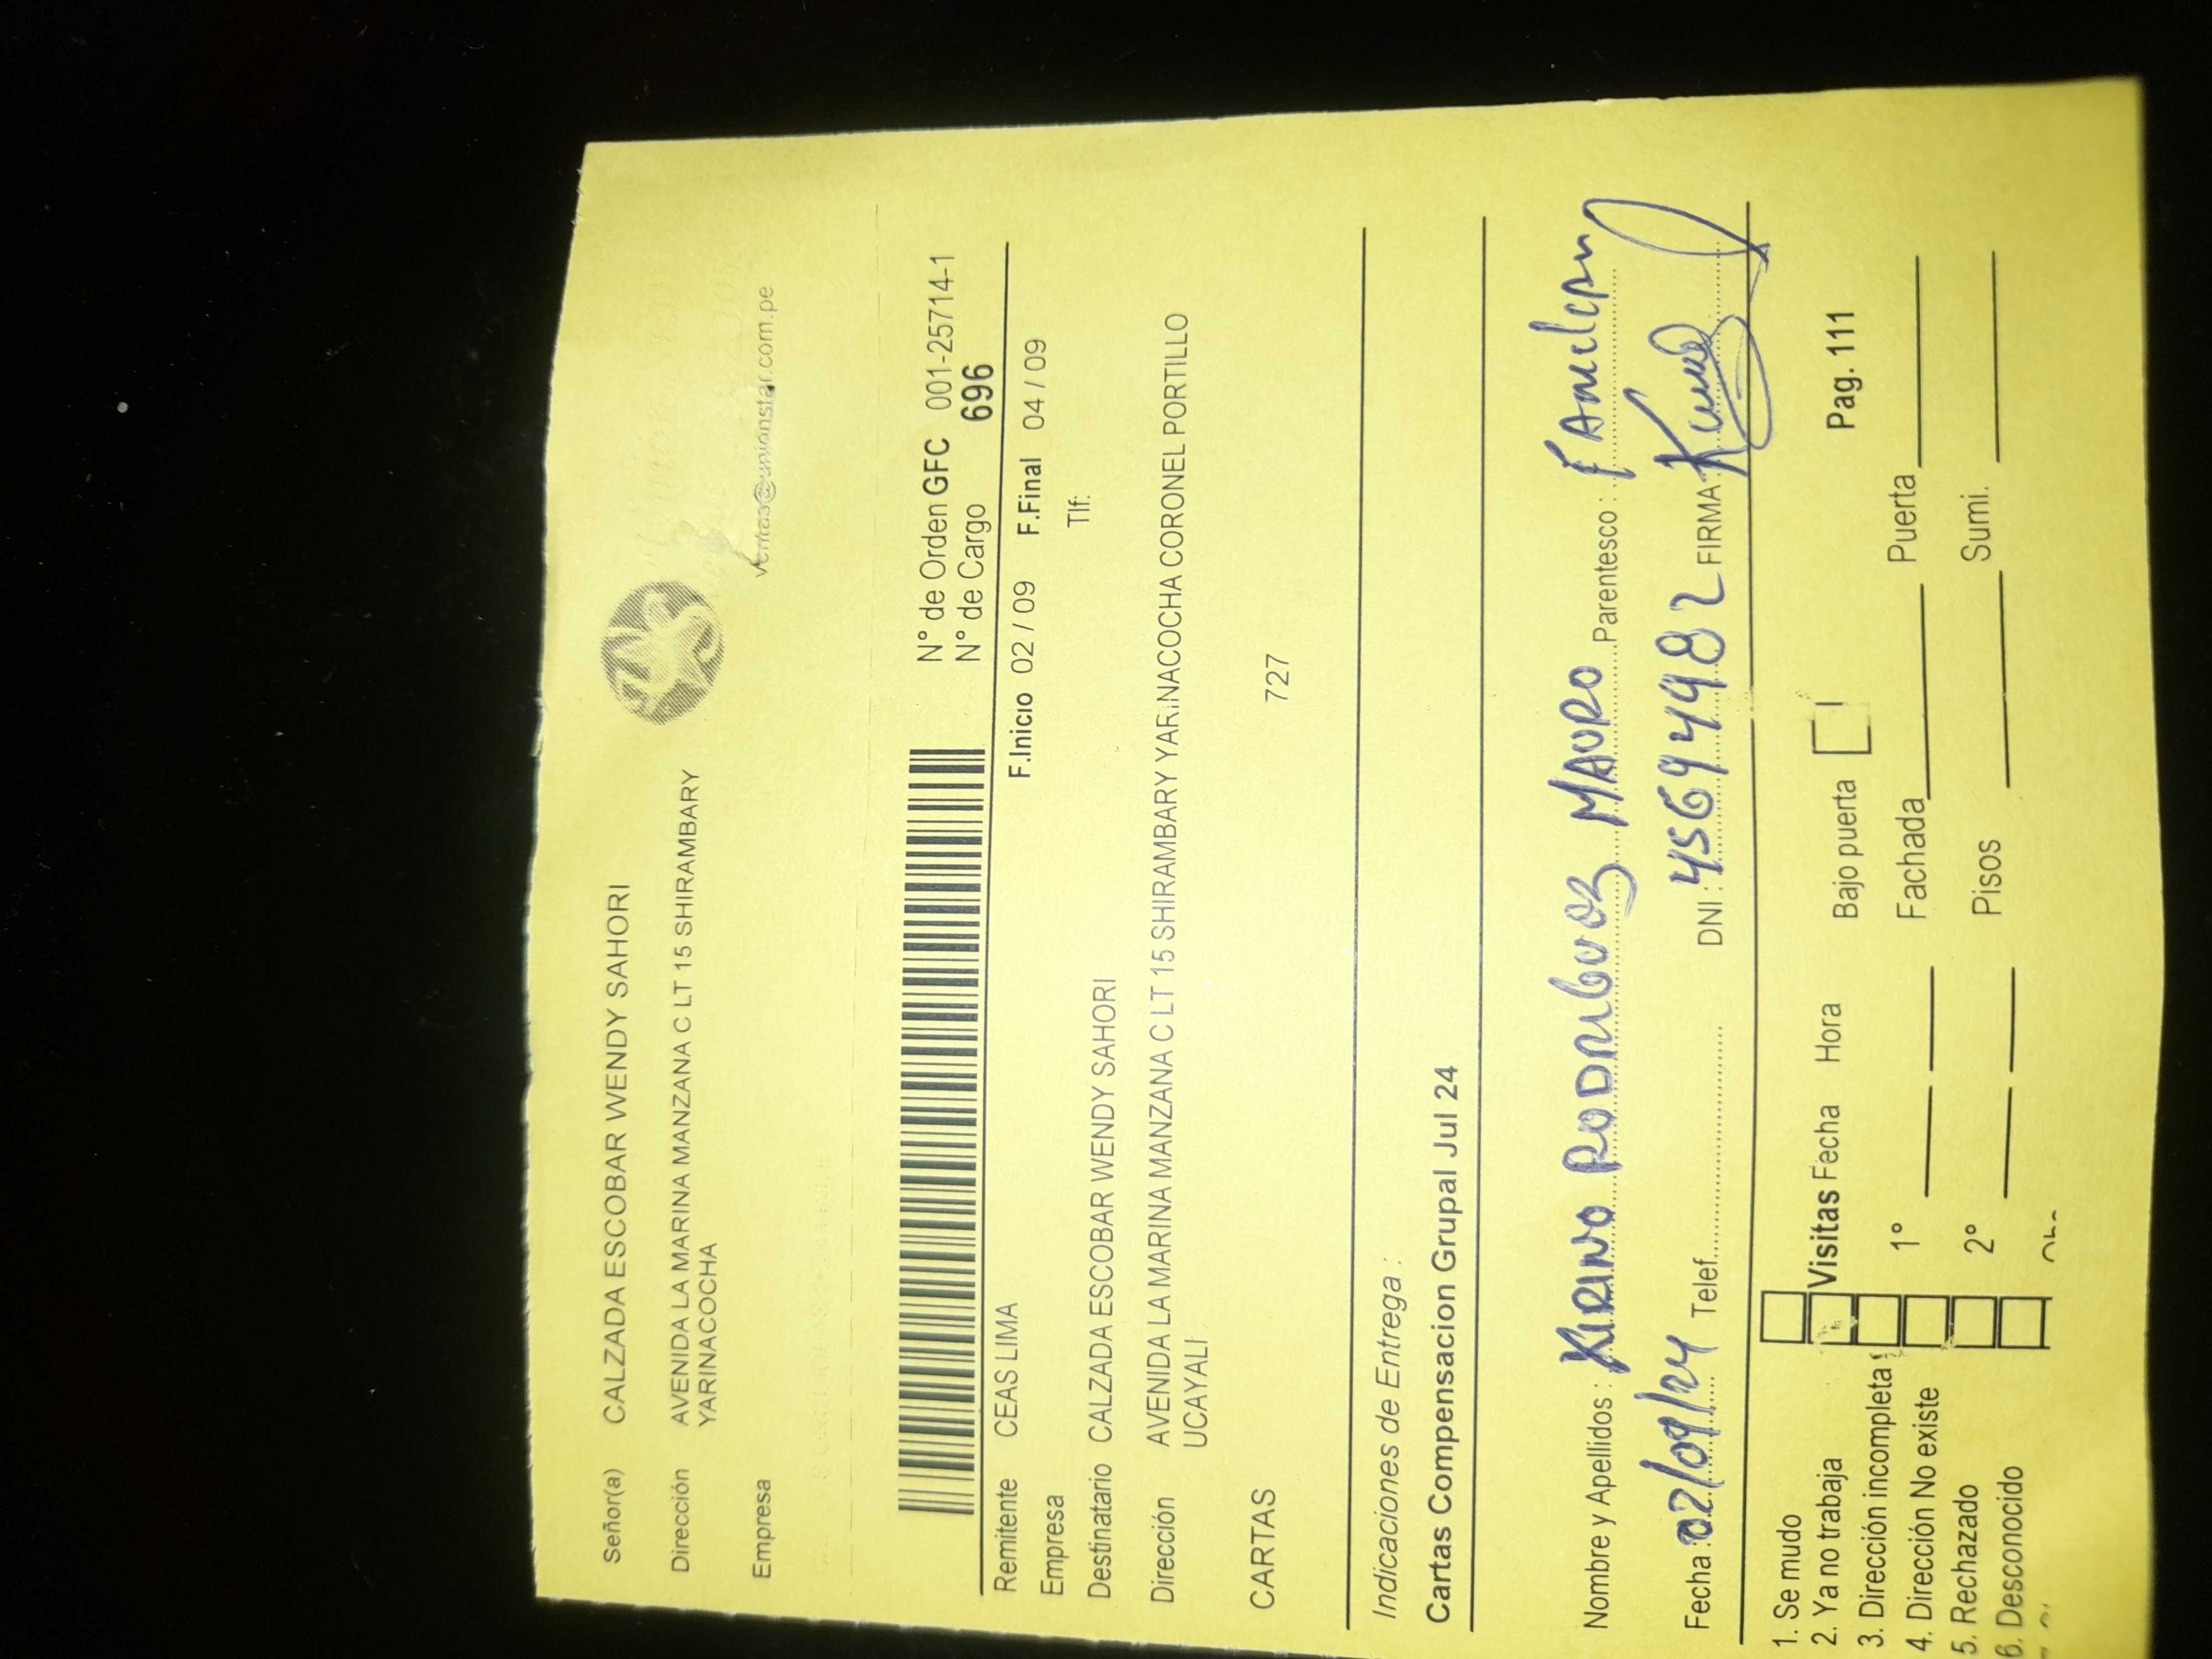 Señor(a) CALZADA ESCOBAR WENDY SAHORI
Dirección AVENIDA LA MARINA MANZANA C LT 15 SHIRAMBARY
YARINACOCHA
Empresa
ventas@unionstar.com.pe
N° de Orden GFC 001-25714-1
N° de Cargo 696
Remitente CEAS LIMA F.Inicio 02 / 09 F.Final 04 / 09
Empresa Tlf:
Destinatario CALZADA ESCOBAR WENDY SAHORI
Dirección AVENIDA LA MARINA MANZANA C LT 15 SHIRAMBARY YARINACOCHA CORONEL PORTILLO
UCAYALI
CARTAS 727
Indicaciones de Entrega :
Cartas Compensacion Grupal Jul 24
Nombre y Apellidos : MAURO Parentesco :
Fecha : 02/09/24 Telef. DNI : 45694982 FIRMA
1. Se mudo
2. Ya no trabaja Visitas Fecha Hora Bajo puerta Pag. 111
3. Dirección incompleta
4. Dirección No existe 1° Fachada Puerta
5. Rechazado
6. Desconocido 2° Pisos Sumi.